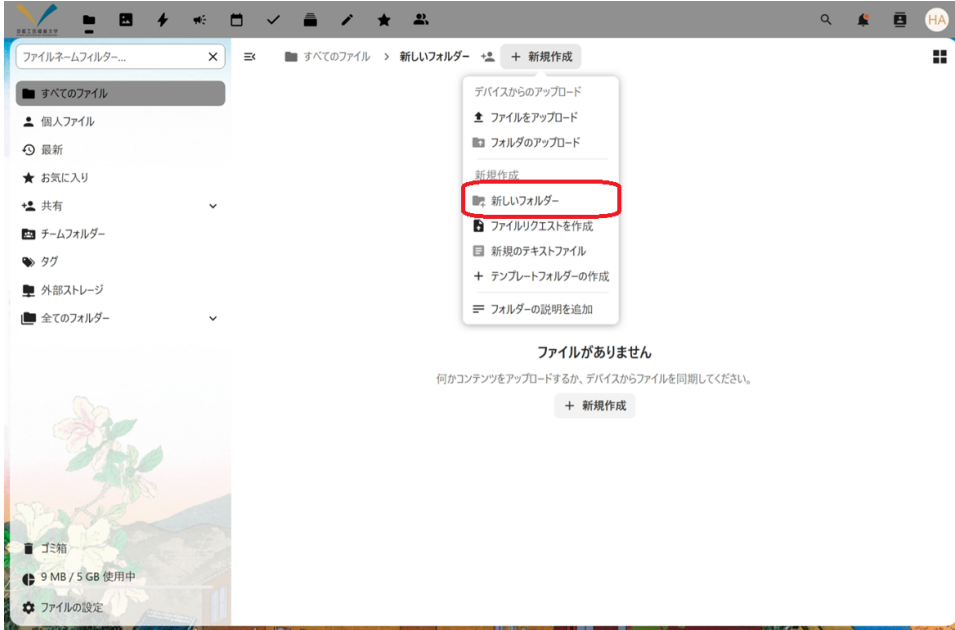 HA
ファイルネームフィルター...
すべてのファイル > 新しいフォルダー + 新規作成
すべてのファイル
個人ファイル
最新
お気に入り
共有
チームフォルダー
タグ
外部ストレージ
全てのフォルダー
デバイスからのアップロード
ファイルをアップロード
フォルダのアップロード
新規作成
新しいフォルダー
ファイルリクエストを作成
新規のテキストファイル
+ テンプレートフォルダーの作成
フォルダーの説明を追加
ファイルがありません
何かコンテンツをアップロードするか、デバイスからファイルを同期してください。
+ 新規作成
ゴミ箱
9 MB / 5 GB 使用中
ファイルの設定